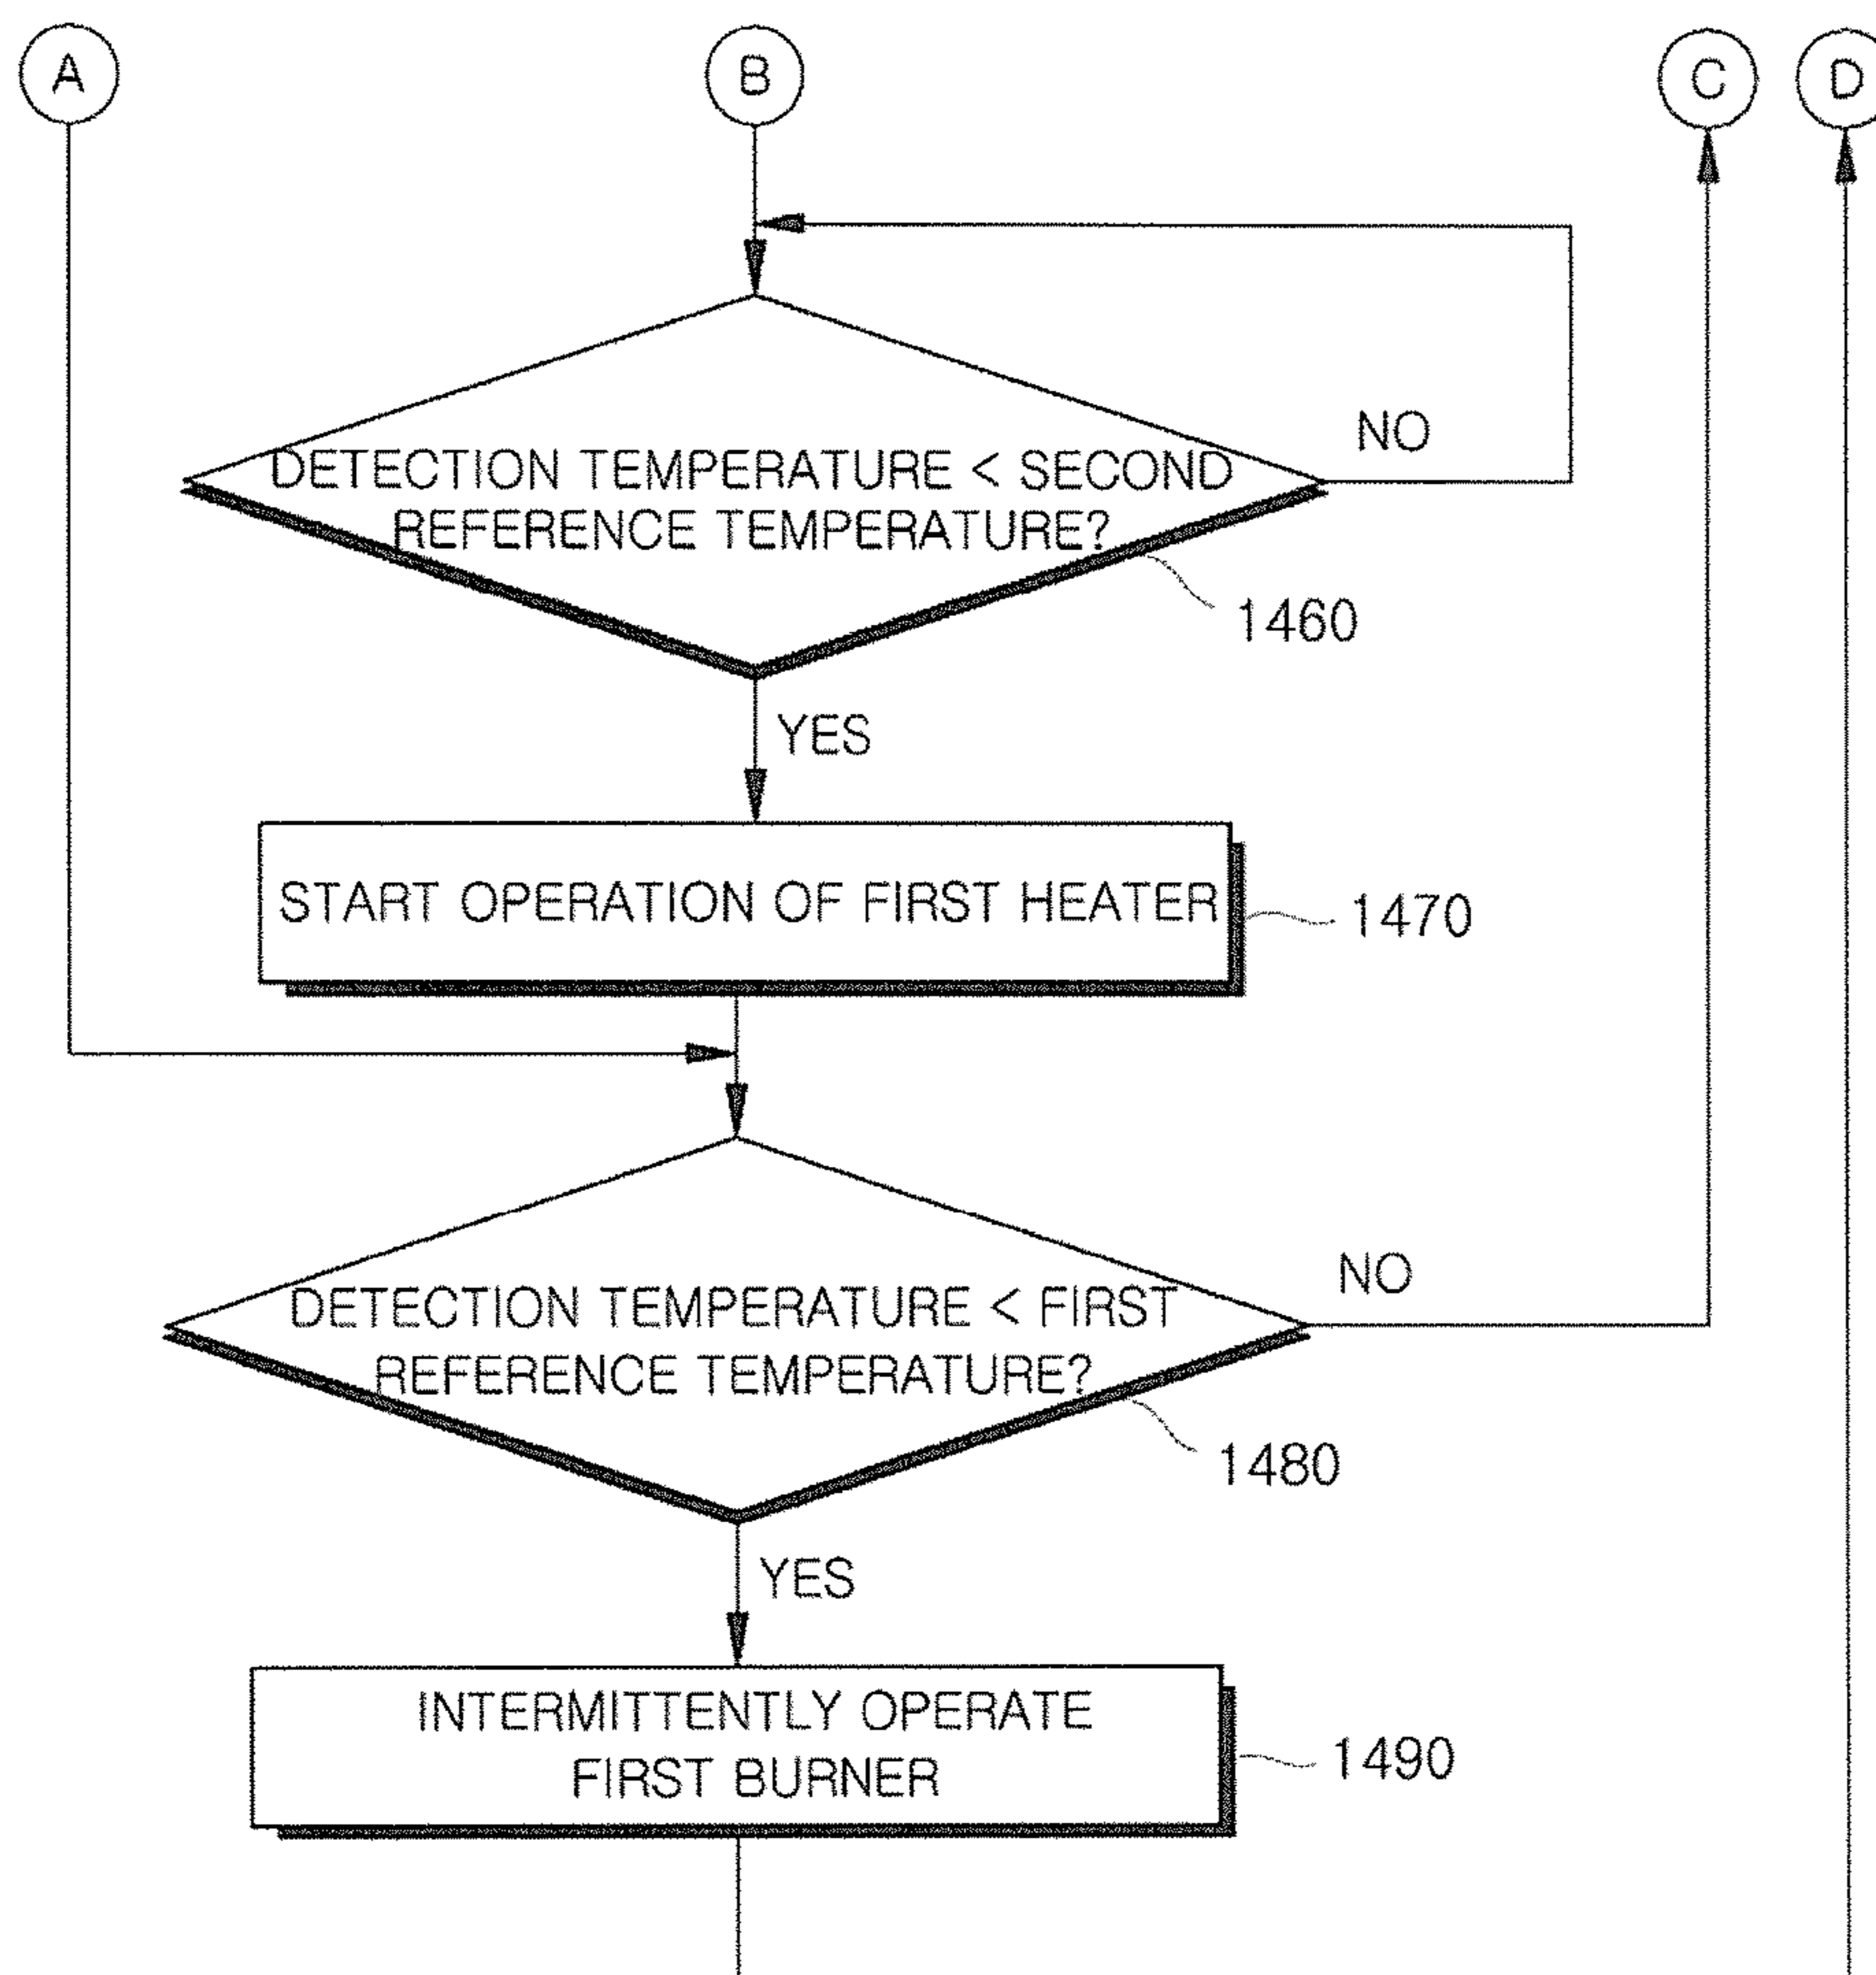 A
B
C
D
NO
DETECTION TEMPERATURE < SECOND
REFERENCE TEMPERATURE?
1460
YES
START OPERATION OF FIRST HEATER
1470
NO
DETECTION TEMPERATURE < FIRST
REFERENCE TEMPERATURE?
1480
YES
INTERMITTENTLY OPERATE
FIRST BURNER
1490